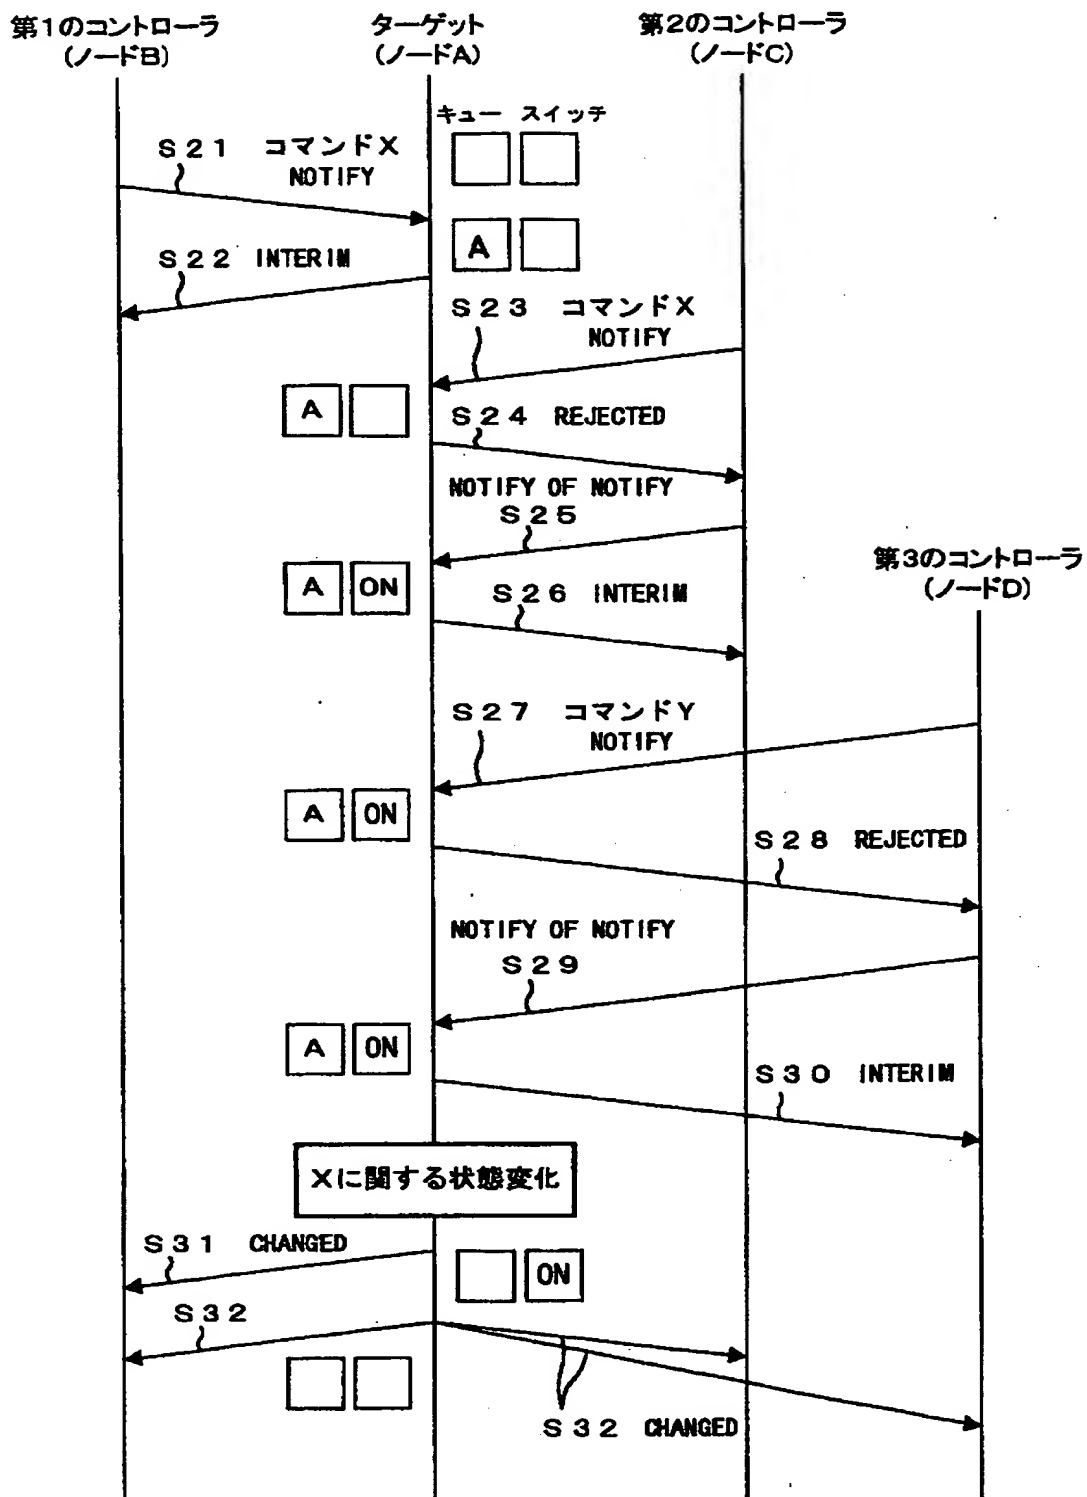 第1のコントローラ
(ノードB)
ターゲット
(ノードA)
第2のコントローラ
(ノードC)
キュー スイッチ
S21 コマンドX
NOTIFY
A
S22 INTERIM
S23 コマンドX
NOTIFY
A
S24 REJECTED
NOTIFY OF NOTIFY
S25
第3のコントローラ
(ノードD)
A ON
S26 INTERIM
S27 コマンドY
NOTIFY
A ON
S28 REJECTED
NOTIFY OF NOTIFY
S29
A ON
S30 INTERIM
Xに関する状態変化
S31 CHANGED
ON
S32
S32 CHANGED